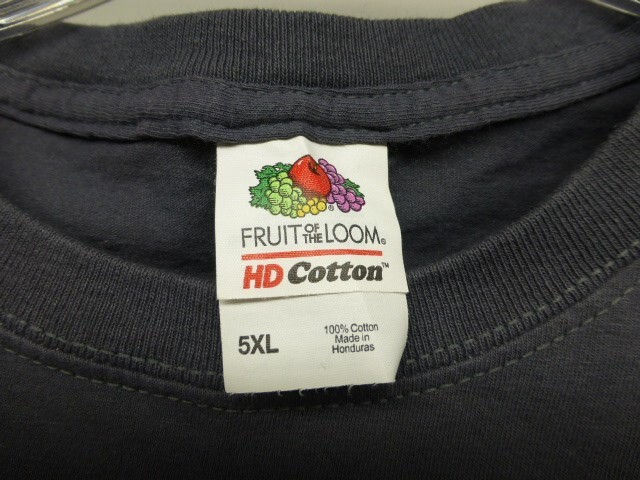 FRUIT OF THE LOOM®
HD Cotton™
5XL
100% Cotton
Made in
Honduras